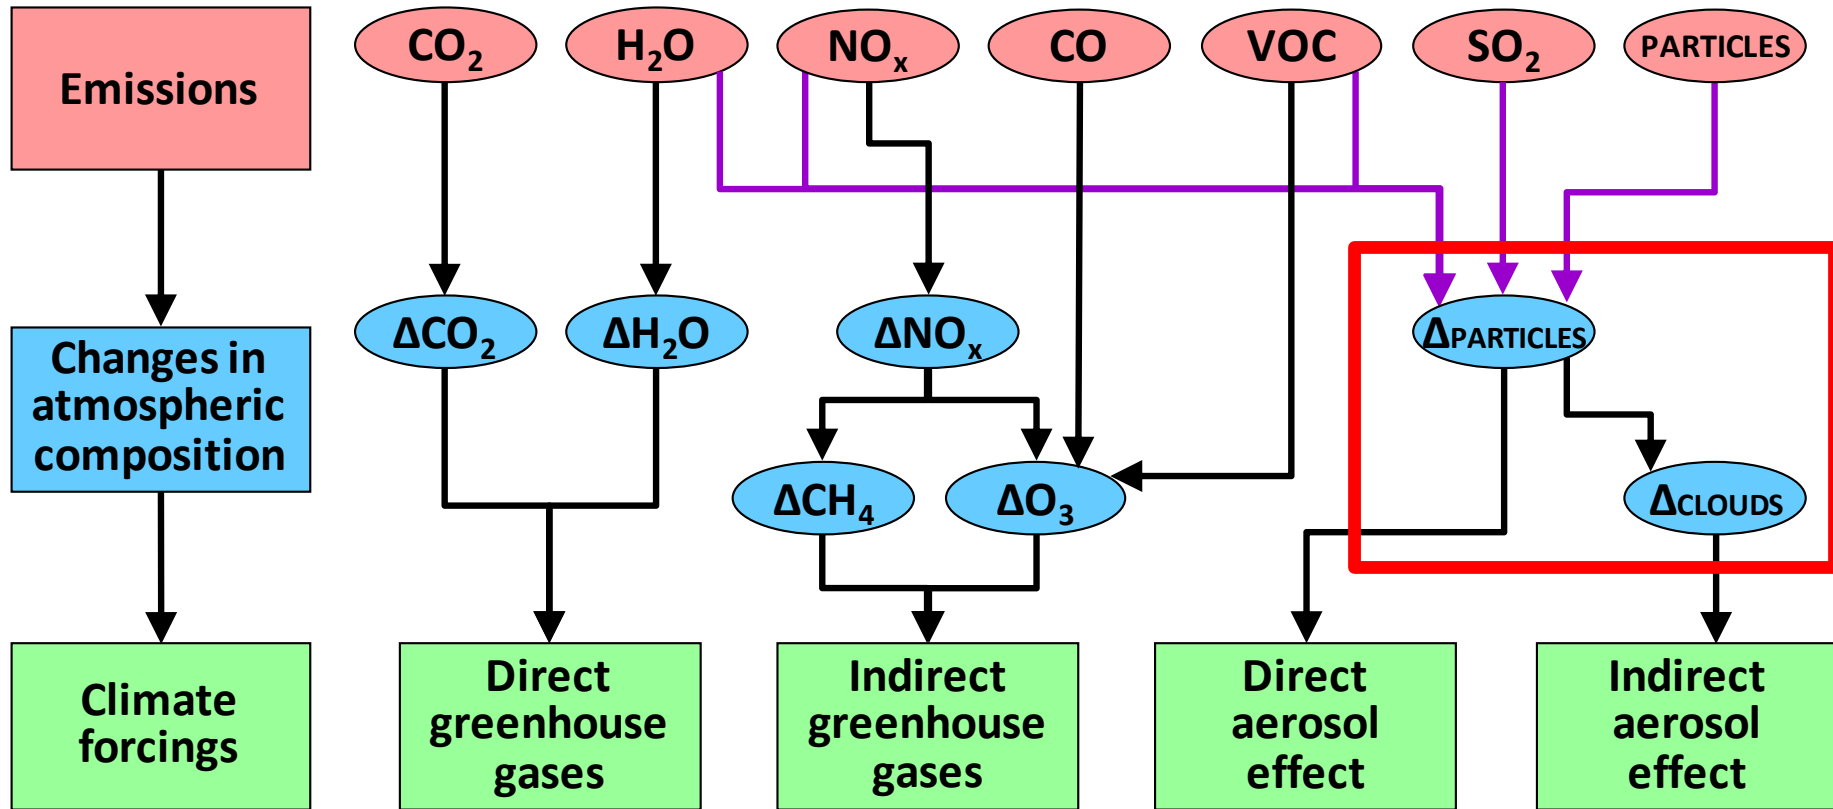 Emissions
CO₂
H₂O
NOₓ
CO
VOC
SO₂
PARTICLES
Changes in
atmospheric
composition
ΔCO₂
ΔH₂O
ΔNOₓ
ΔPARTICLES
ΔCH₄
ΔO₃
ΔCLOUDS
Climate
forcings
Direct
greenhouse
gases
Indirect
greenhouse
gases
Direct
aerosol
effect
Indirect
aerosol
effect